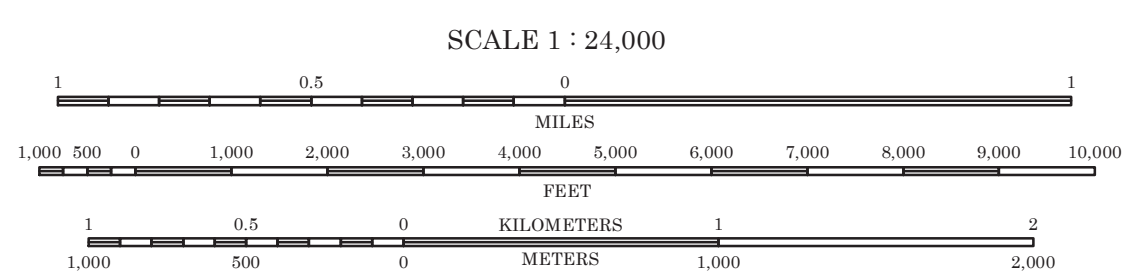 SCALE 1 : 24,000
1 0.5 0 1
MILES
1,000 500 0 1,000 2,000 3,000 4,000 5,000 6,000 7,000 8,000 9,000 10,000
FEET
1 0.5 0 KILOMETERS 1 2
1,000 500 0 METERS 1,000 2,000